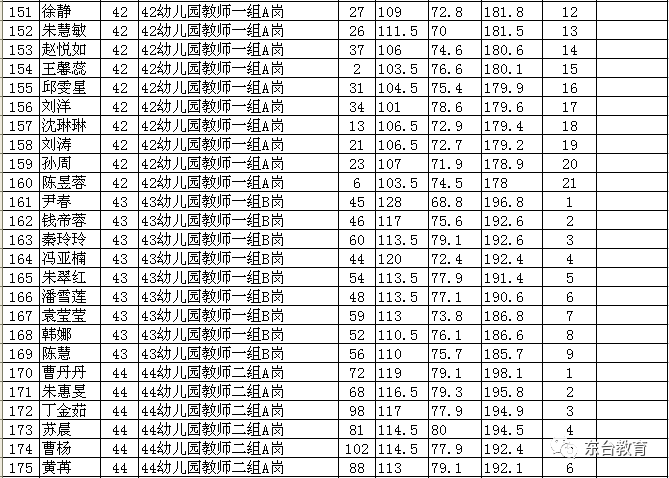 151 徐静 42 42幼儿园教师一组A岗 27 109 72.8 181.8 12
152 朱慧敏 42 42幼儿园教师一组A岗 26 111.5 70 181.5 13
153 赵悦如 42 42幼儿园教师一组A岗 37 106 74.6 180.6 14
154 王馨蕊 42 42幼儿园教师一组A岗 2 103.5 76.6 180.1 15
155 邱雯星 42 42幼儿园教师一组A岗 31 104.5 75.4 179.9 16
156 刘洋 42 42幼儿园教师一组A岗 34 101 78.6 179.6 17
157 沈琳琳 42 42幼儿园教师一组A岗 13 106.5 72.9 179.4 18
158 刘涛 42 42幼儿园教师一组A岗 21 106.5 72.7 179.2 19
159 孙周 42 42幼儿园教师一组A岗 23 107 71.9 178.9 20
160 陈昱蓉 42 42幼儿园教师一组A岗 6 103.5 74.5 178 21
161 尹春 43 43幼儿园教师一组B岗 45 128 68.8 196.8 1
162 钱帝蓉 43 43幼儿园教师一组B岗 46 117 75.6 192.6 2
163 秦玲玲 43 43幼儿园教师一组B岗 60 113.5 79.1 192.6 3
164 冯亚楠 43 43幼儿园教师一组B岗 44 120 72.4 192.4 4
165 朱翠红 43 43幼儿园教师一组B岗 54 113.5 77.9 191.4 5
166 潘雪莲 43 43幼儿园教师一组B岗 48 113.5 77.1 190.6 6
167 袁莹莹 43 43幼儿园教师一组B岗 59 113 73.8 186.8 7
168 韩娜 43 43幼儿园教师一组B岗 52 110.5 76.1 186.6 8
169 陈慧 43 43幼儿园教师一组B岗 56 110 75.7 185.7 9
170 曹丹丹 44 44幼儿园教师二组A岗 72 119 79.1 198.1 1
171 朱惠旻 44 44幼儿园教师二组A岗 68 116.5 79.3 195.8 2
172 丁金茹 44 44幼儿园教师二组A岗 98 117 77.9 194.9 3
173 苏晨 44 44幼儿园教师二组A岗 81 114.5 80 194.5 4
174 曹杨 44 44幼儿园教师二组A岗 102 114.5 77.9 192.4
175 黄苒 44 44幼儿园教师二组A岗 88 113 79.1 192.1 6
东台教育